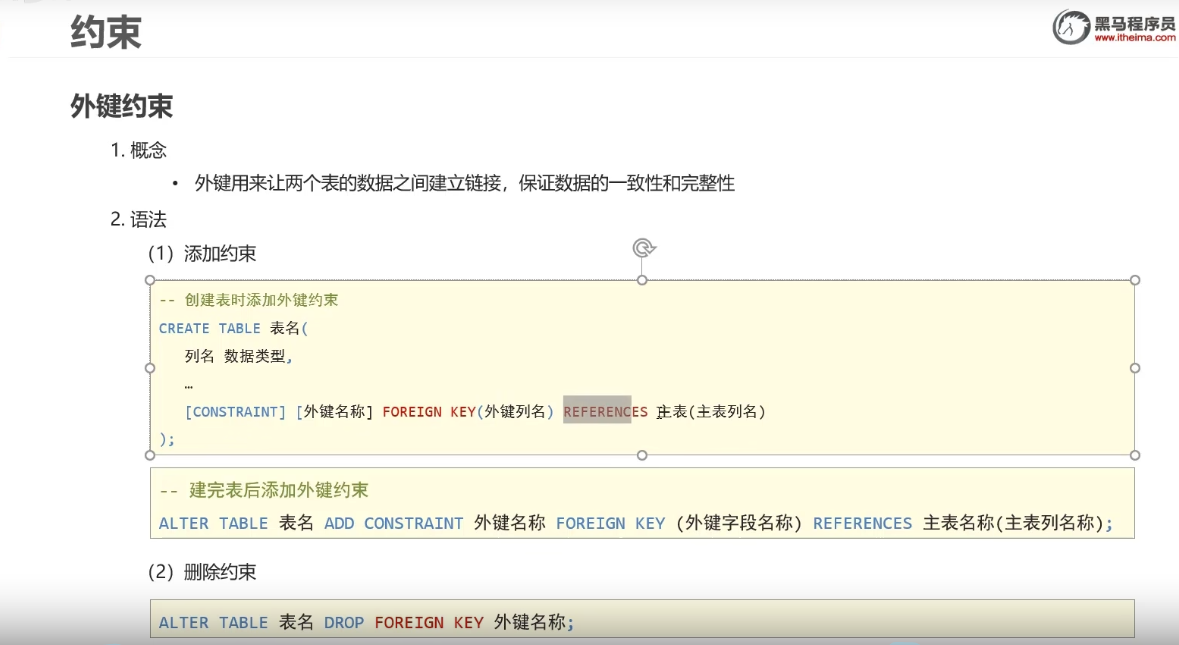 约束
黑马程序员
www.itheima.com
外键约束
1. 概念
• 外键用来让两个表的数据之间建立链接，保证数据的一致性和完整性
2. 语法
（1）添加约束
-- 创建表时添加外键约束
CREATE TABLE 表名(
列名 数据类型,
…
[CONSTRAINT] [外键名称] FOREIGN KEY(外键列名) REFERENCES 主表(主表列名)
);
-- 建完表后添加外键约束
ALTER TABLE 表名 ADD CONSTRAINT 外键名称 FOREIGN KEY (外键字段名称) REFERENCES 主表名称(主表列名称);
（2）删除约束
ALTER TABLE 表名 DROP FOREIGN KEY 外键名称;